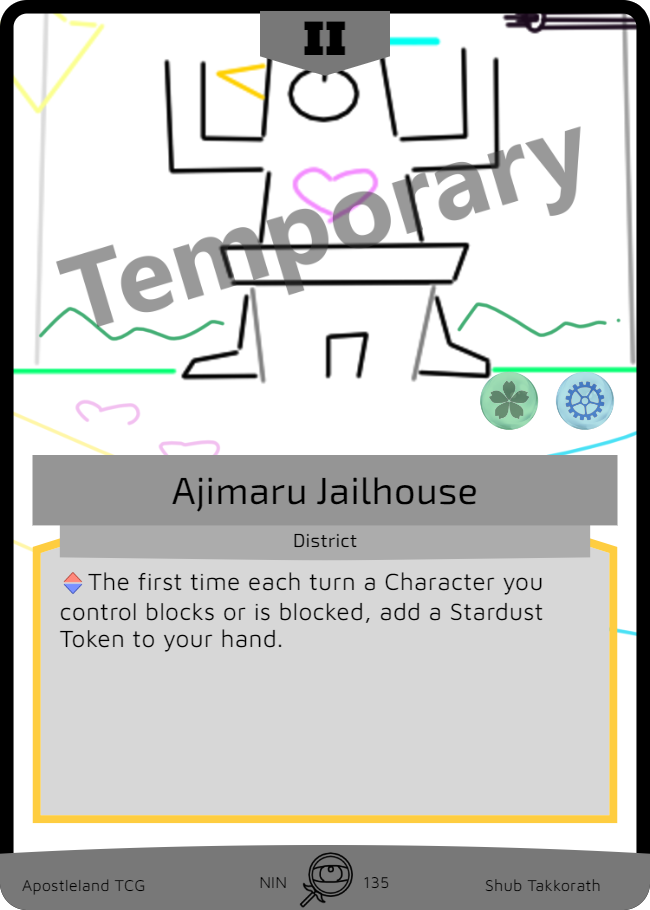 II
Temporary
Ajimaru Jailhouse
District
The first time each turn a Character you
control blocks or is blocked, add a Stardust
Token to your hand.
Apostleland TCG
NIN
135
Shub Takkorath